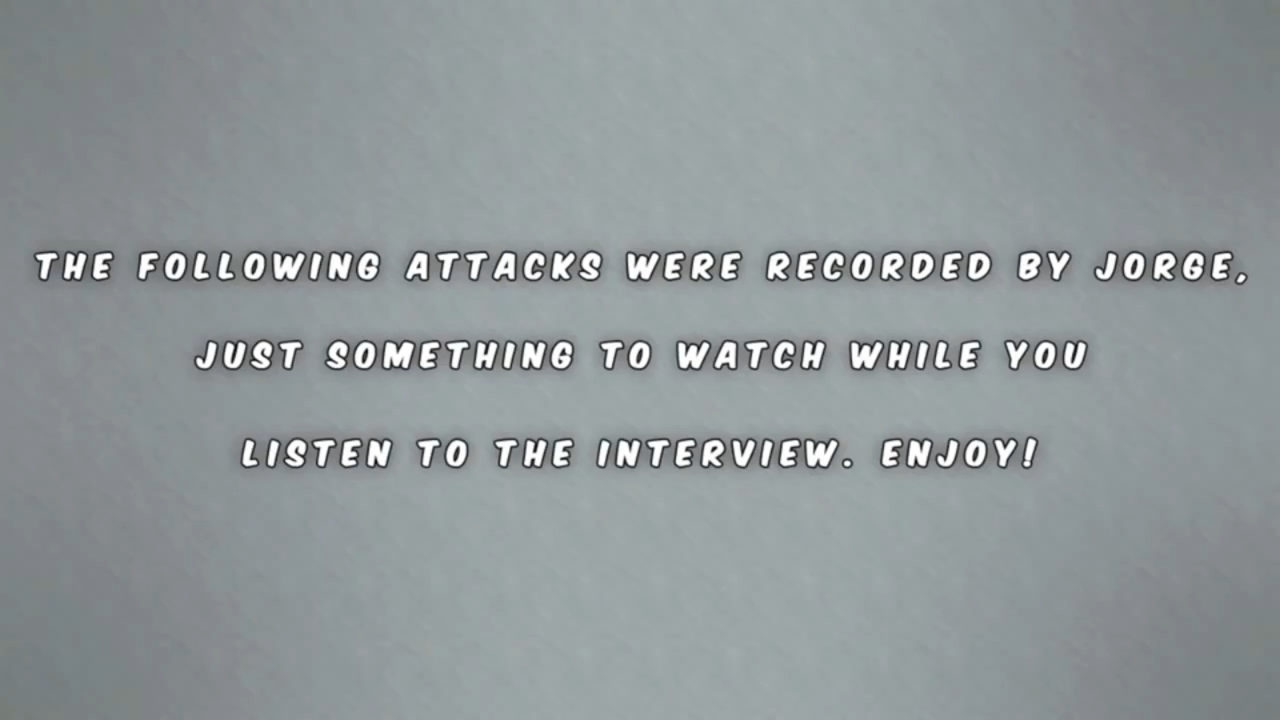 THE FOLLOWING ATTACKS WERE RECORDED BY JORGE,
JUST SOMETHING TO WATCH WHILE YOU
LISTEN TO THE INTERVIEW. ENJOY!